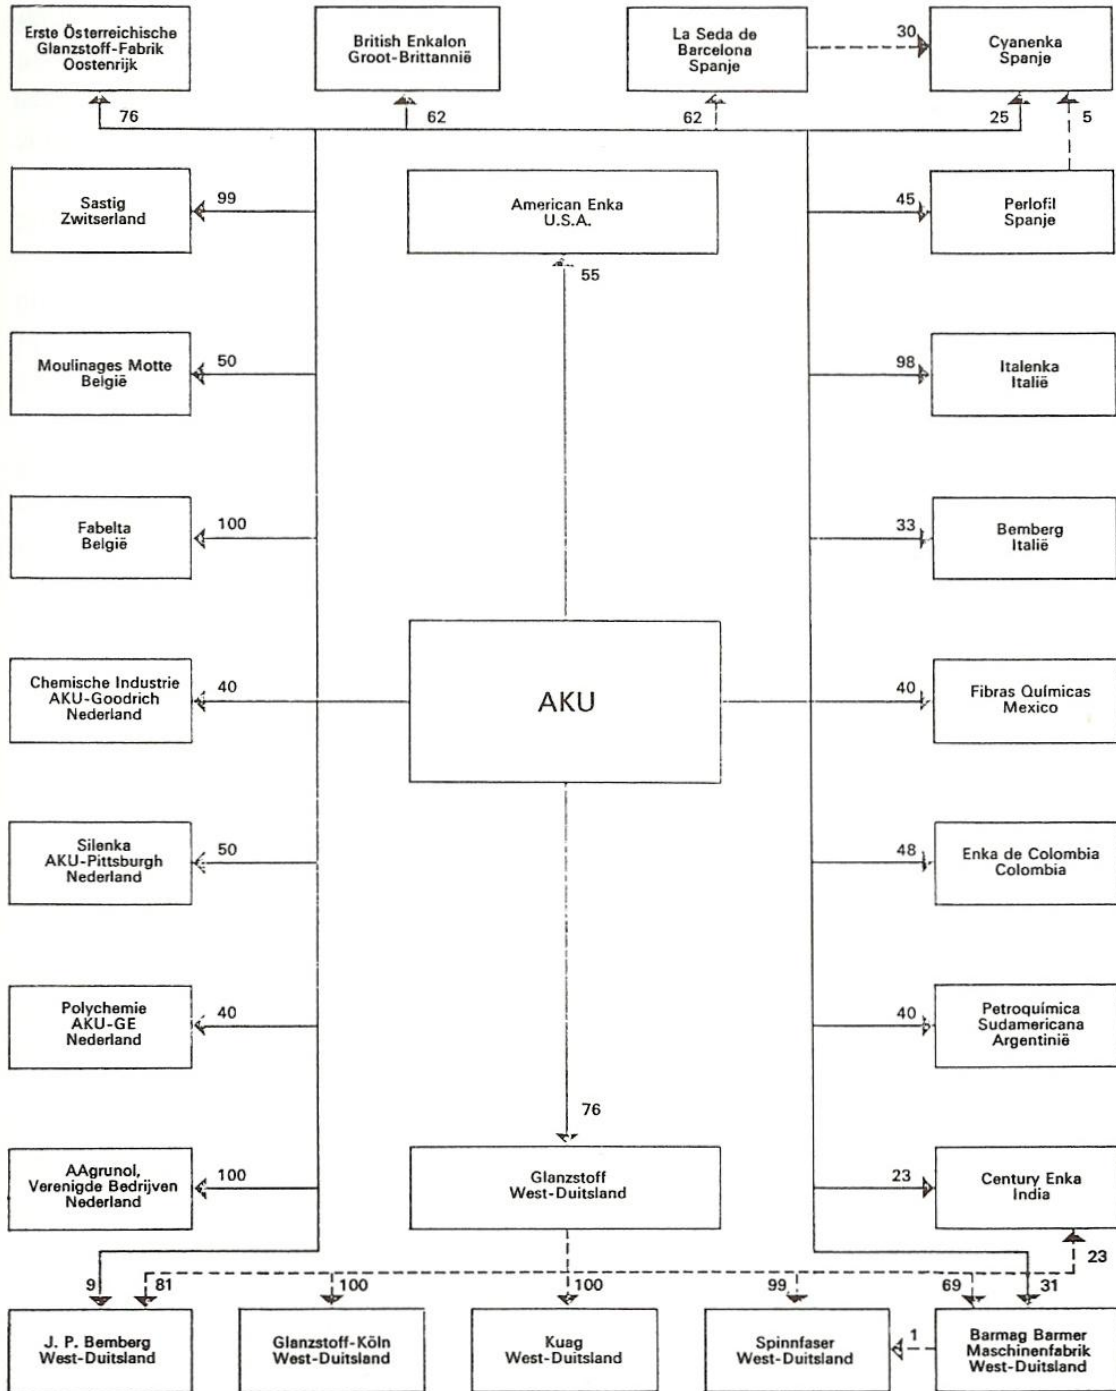 Erste Österreichische
Glanzstoff-Fabrik
Oostenrijk
British Enkalon
Groot-Brittannië
La Seda de
Barcelona
Spanje
30
Cyanenka
Spanje
76
62
62
25
5
Sastig
Zwitserland
99
American Enka
U.S.A.
45
Perlofil
Spanje
55
Moulinages Motte
België
50
98
Italenka
Italië
Fabelta
België
100
33
Bemberg
Italië
Chemische Industrie
AKU-Goodrich
Nederland
40
AKU
40
Fibras Químicas
Mexico
Silenka
AKU-Pittsburgh
Nederland
50
48
Enka de Colombia
Colombia
Polychemie
AKU-GE
Nederland
40
40
Petroquímica
Sudamericana
Argentinië
76
AAgrunol,
Verenigde Bedrijven
Nederland
100
Glanzstoff
West-Duitsland
23
Century Enka
India
23
9
81
100
100
99
69
31
J. P. Bemberg
West-Duitsland
Glanzstoff-Köln
West-Duitsland
Kuag
West-Duitsland
Spinnfaser
West-Duitsland
1
Barmag Barmer
Maschinenfabrik
West-Duitsland